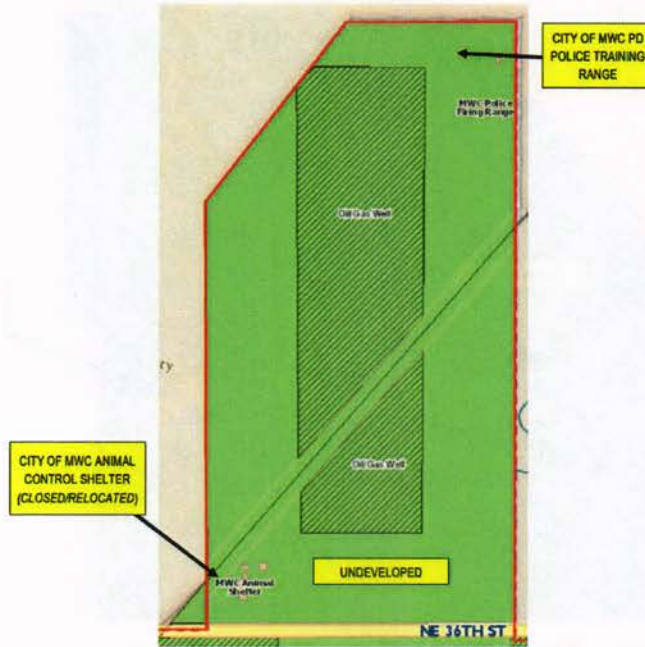 CITY OF MWC PD
POLICE TRAINING
RANGE
MWC Police
Firing Range
Oil Gas Well
ty
Oil Gas Well
CITY OF MWC ANIMAL
CONTROL SHELTER
(CLOSED/RELOCATED)
UNDEVELOPED
MWC Animal
Shelter
NE 36TH ST